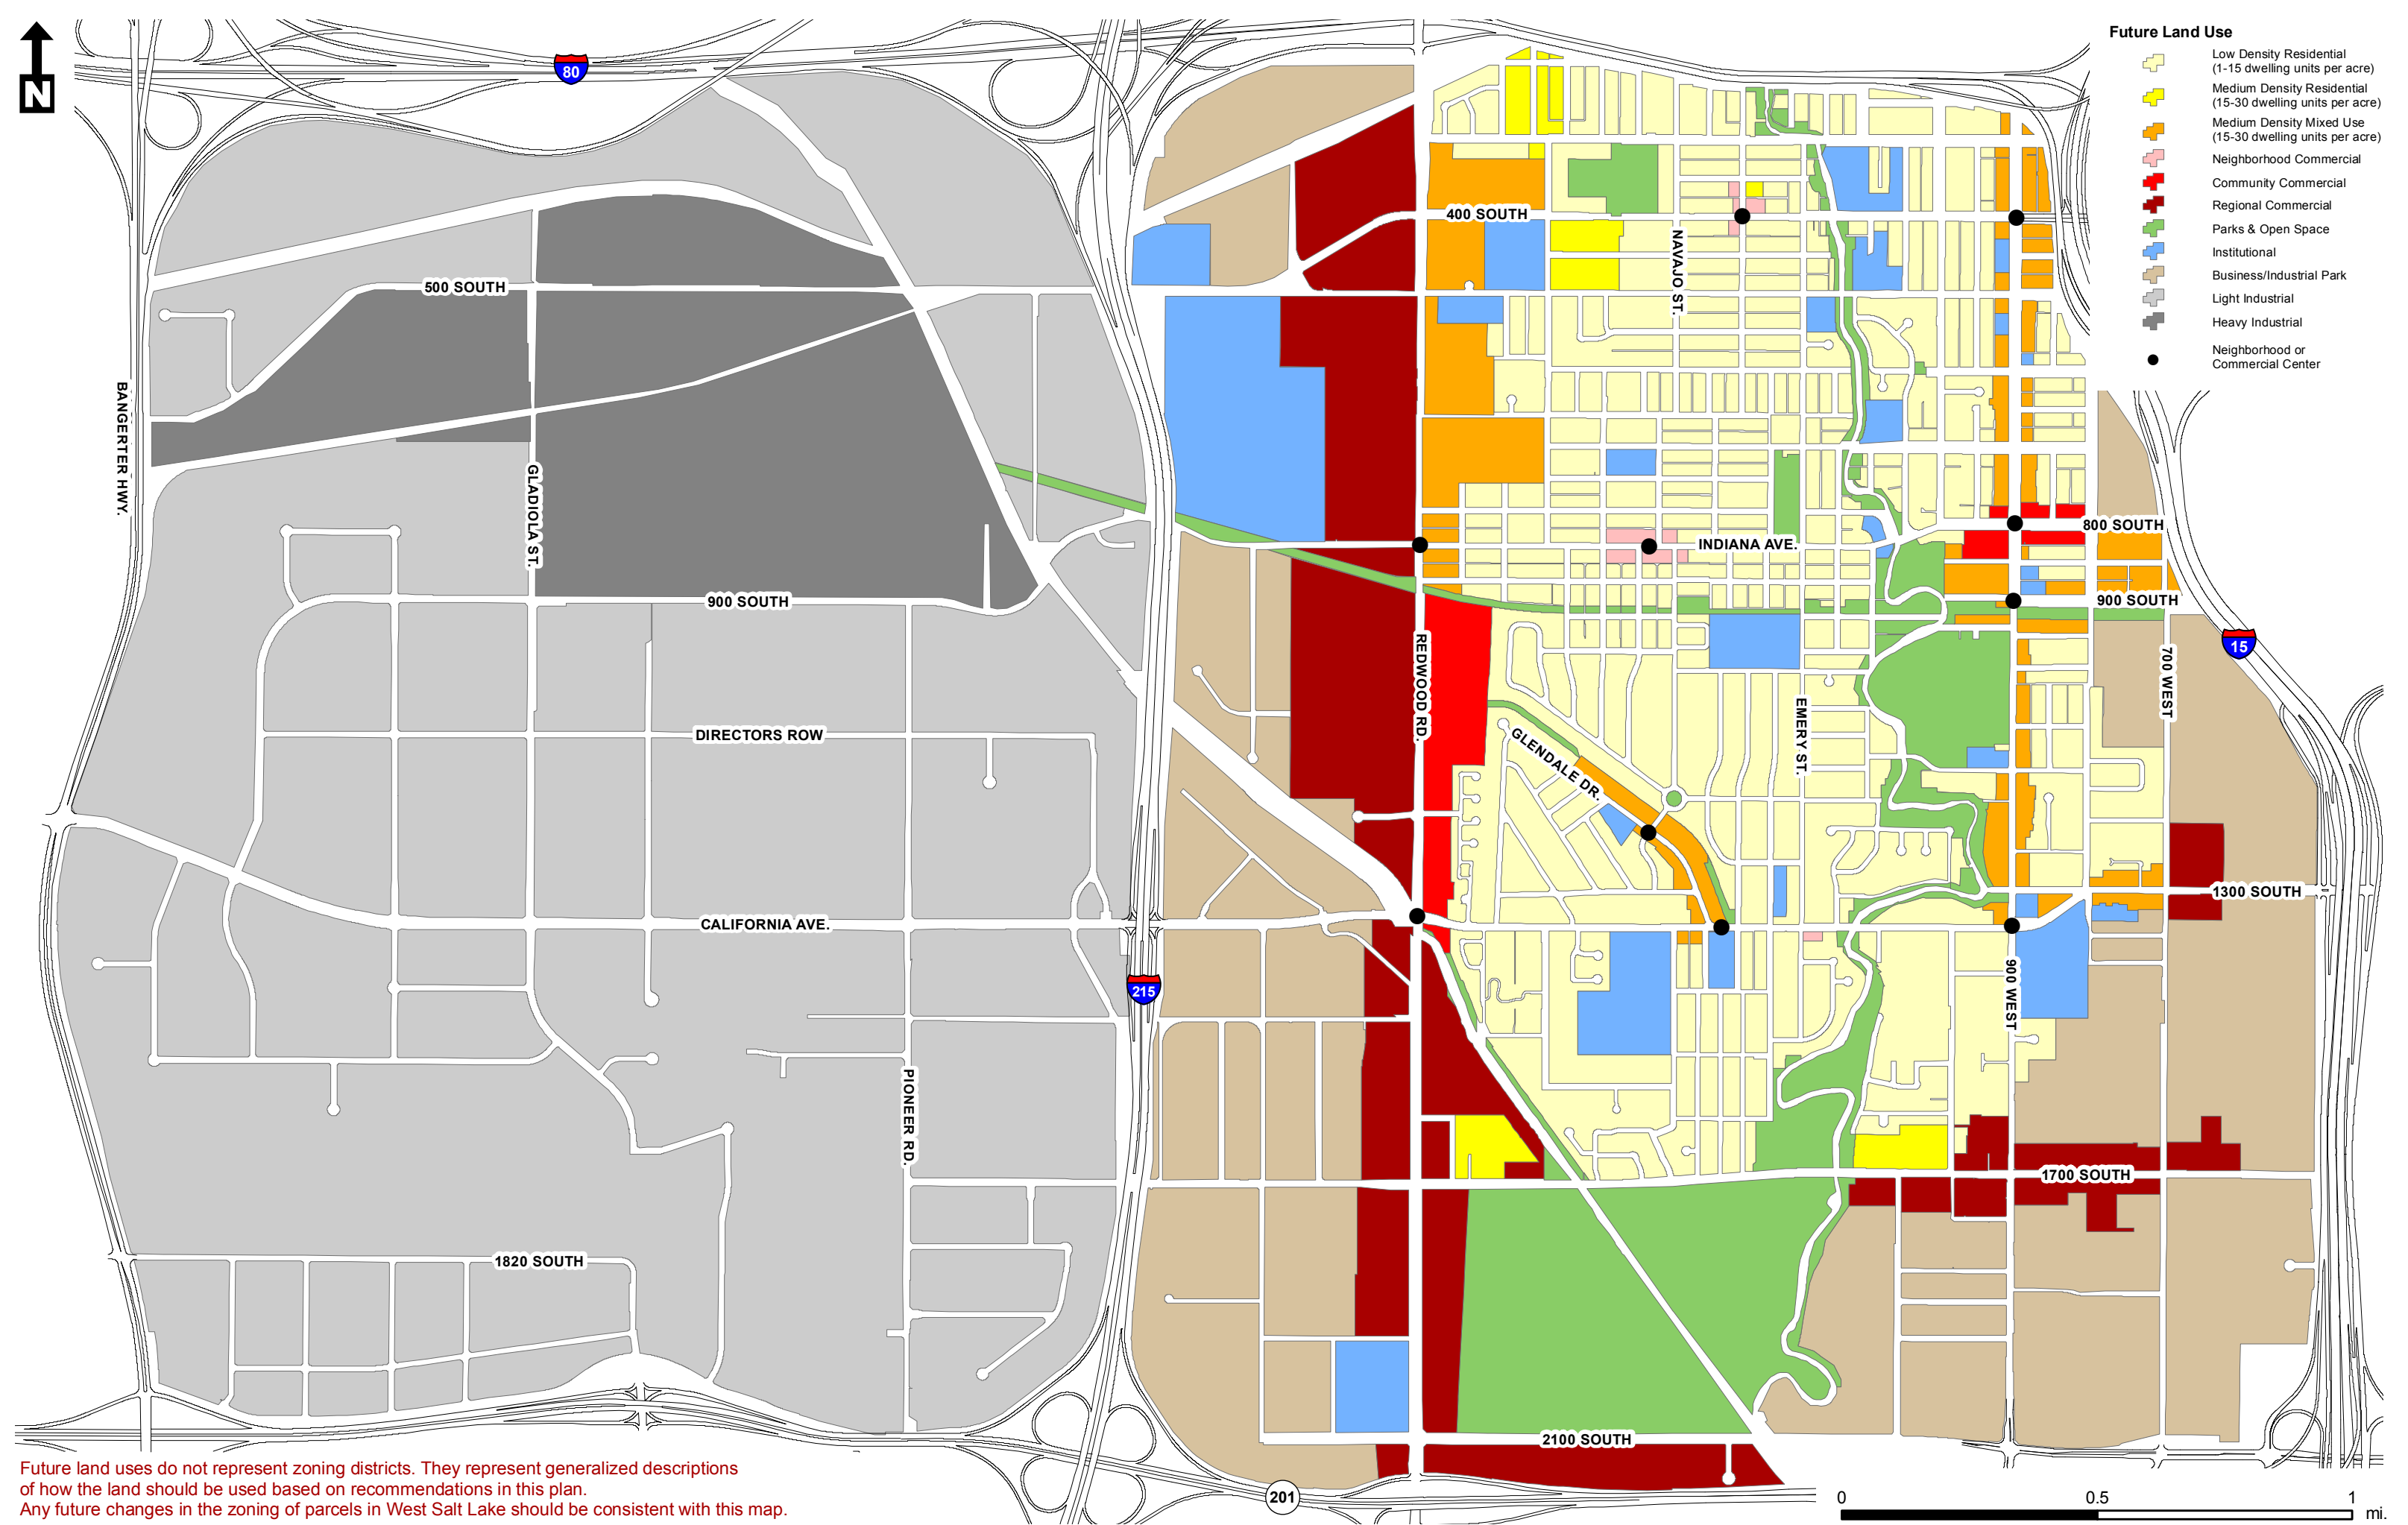 N
80
Future Land Use
Low Density Residential
(1-15 dwelling units per acre)
Medium Density Residential
(15-30 dwelling units per acre)
Medium Density Mixed Use
(15-30 dwelling units per acre)
Neighborhood Commercial
Community Commercial
Regional Commercial
Parks & Open Space
Institutional
Business/Industrial Park
Light Industrial
Heavy Industrial
Neighborhood or
Commercial Center
400 SOUTH
NAVAJO ST.
500 SOUTH
BANGERTER HWY.
GLADIOLA ST.
800 SOUTH
INDIANA AVE.
900 SOUTH
900 SOUTH
15
REDWOOD RD.
700 WEST
EMERY ST.
DIRECTORS ROW
GLENDALE DR.
1300 SOUTH
CALIFORNIA AVE.
215
900 WEST
PIONEER RD.
1700 SOUTH
1820 SOUTH
2100 SOUTH
201
Future land uses do not represent zoning districts. They represent generalized descriptions
of how the land should be used based on recommendations in this plan.
Any future changes in the zoning of parcels in West Salt Lake should be consistent with this map.
0 0.5 1
mi.